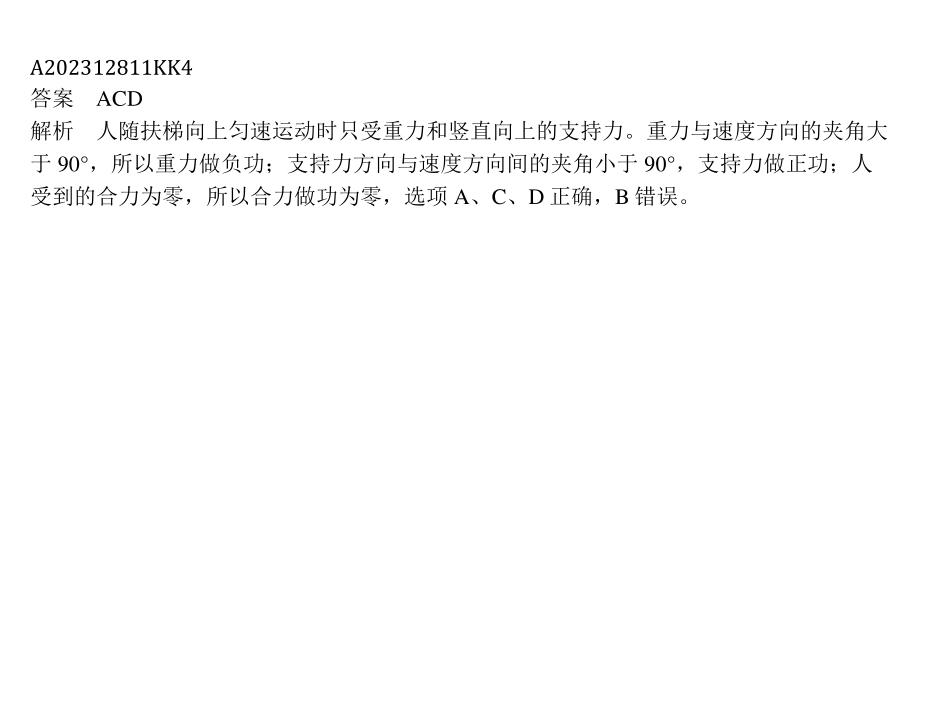 A202312811KK4
答案 ACD
解析 人随扶梯向上匀速运动时只受重力和竖直向上的支持力。重力与速度方向的夹角大
于 90°，所以重力做负功；支持力方向与速度方向间的夹角小于 90°，支持力做正功；人
受到的合力为零，所以合力做功为零，选项 A、C、D 正确，B 错误。